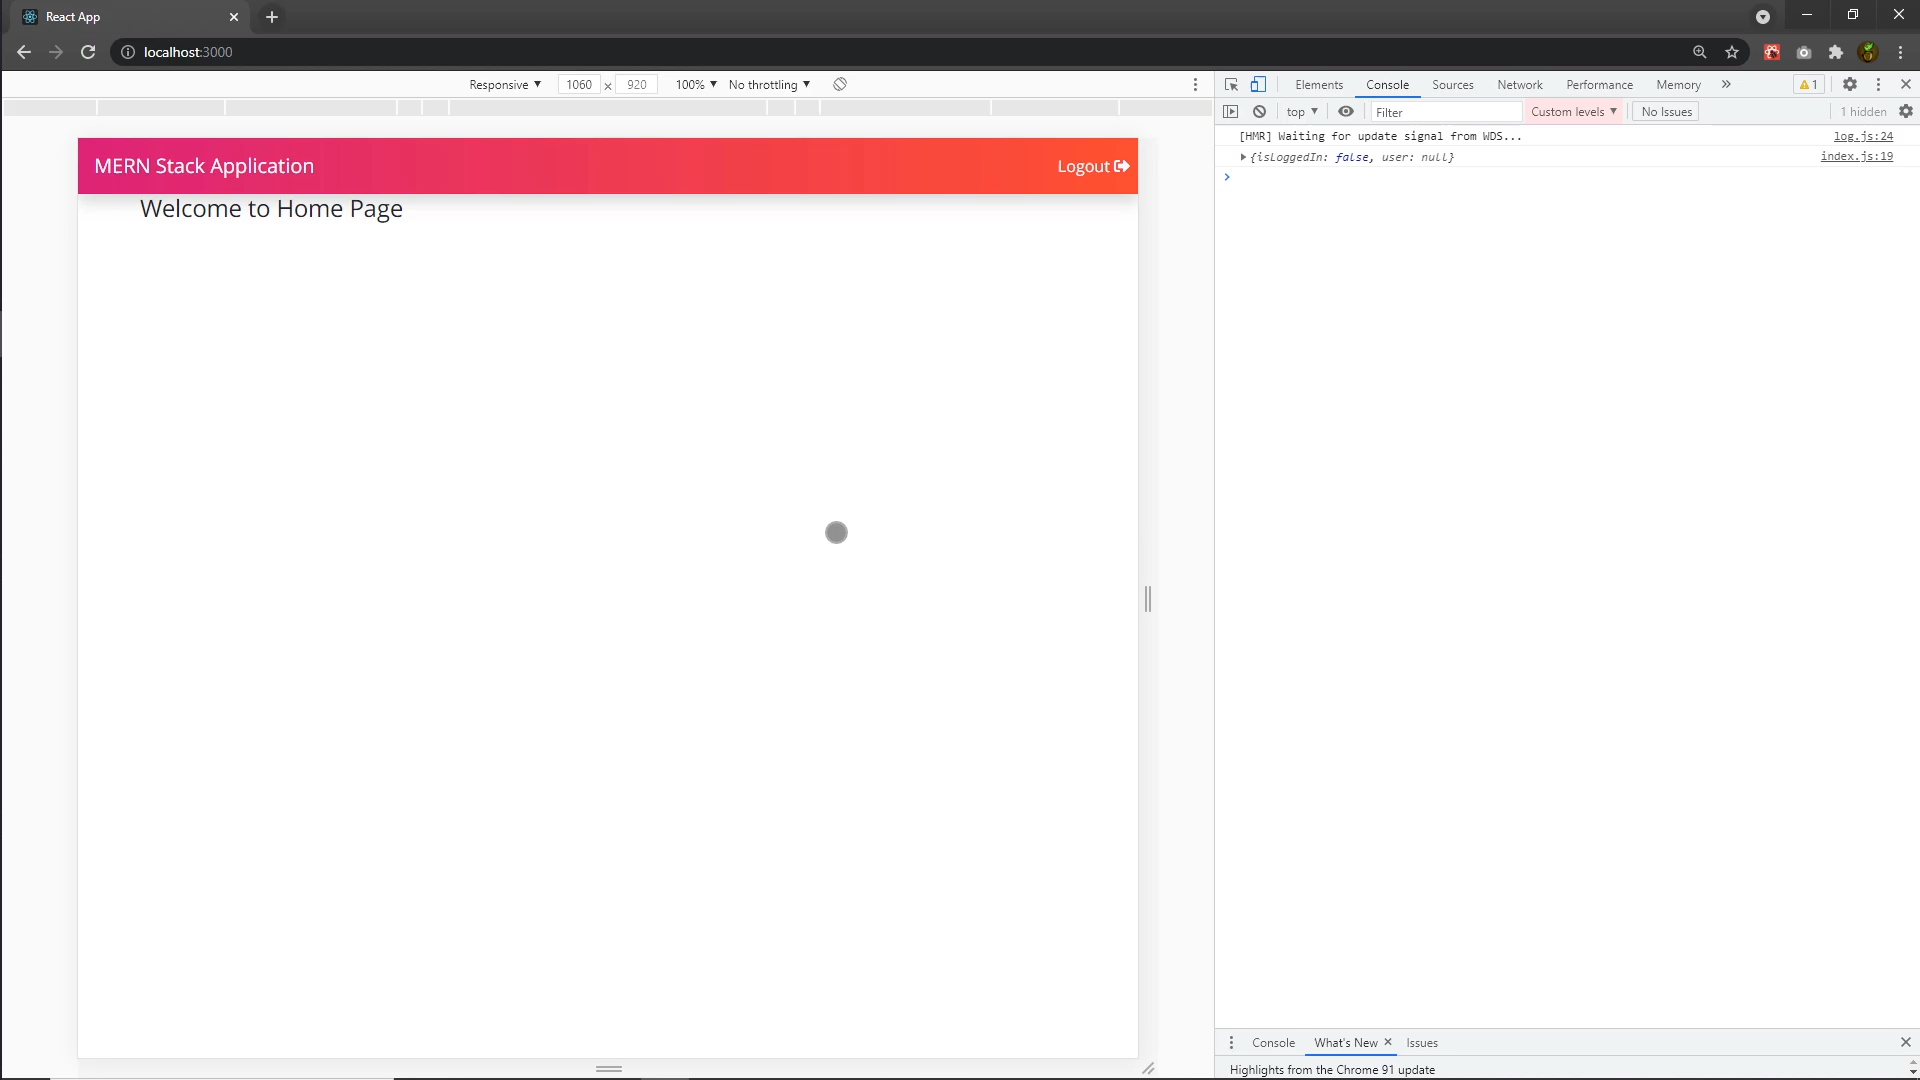 React App
localhost:3000
Responsive 1060 x 920 100% No throttling
Elements Console Sources Network Performance Memory 1
top Filter Custom levels No Issues 1 hidden
[HMR] Waiting for update signal from WDS... log.js:24
{isLoggedIn: false, user: null} index.js:19
MERN Stack Application Logout
Welcome to Home Page
Console What's New Issues
Highlights from the Chrome 91 update